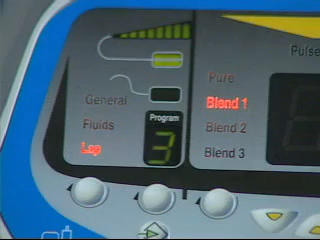 Pulse
Pure
General
Blend 1
Fluids
Program
Blend 2
Lap
3
Blend 3